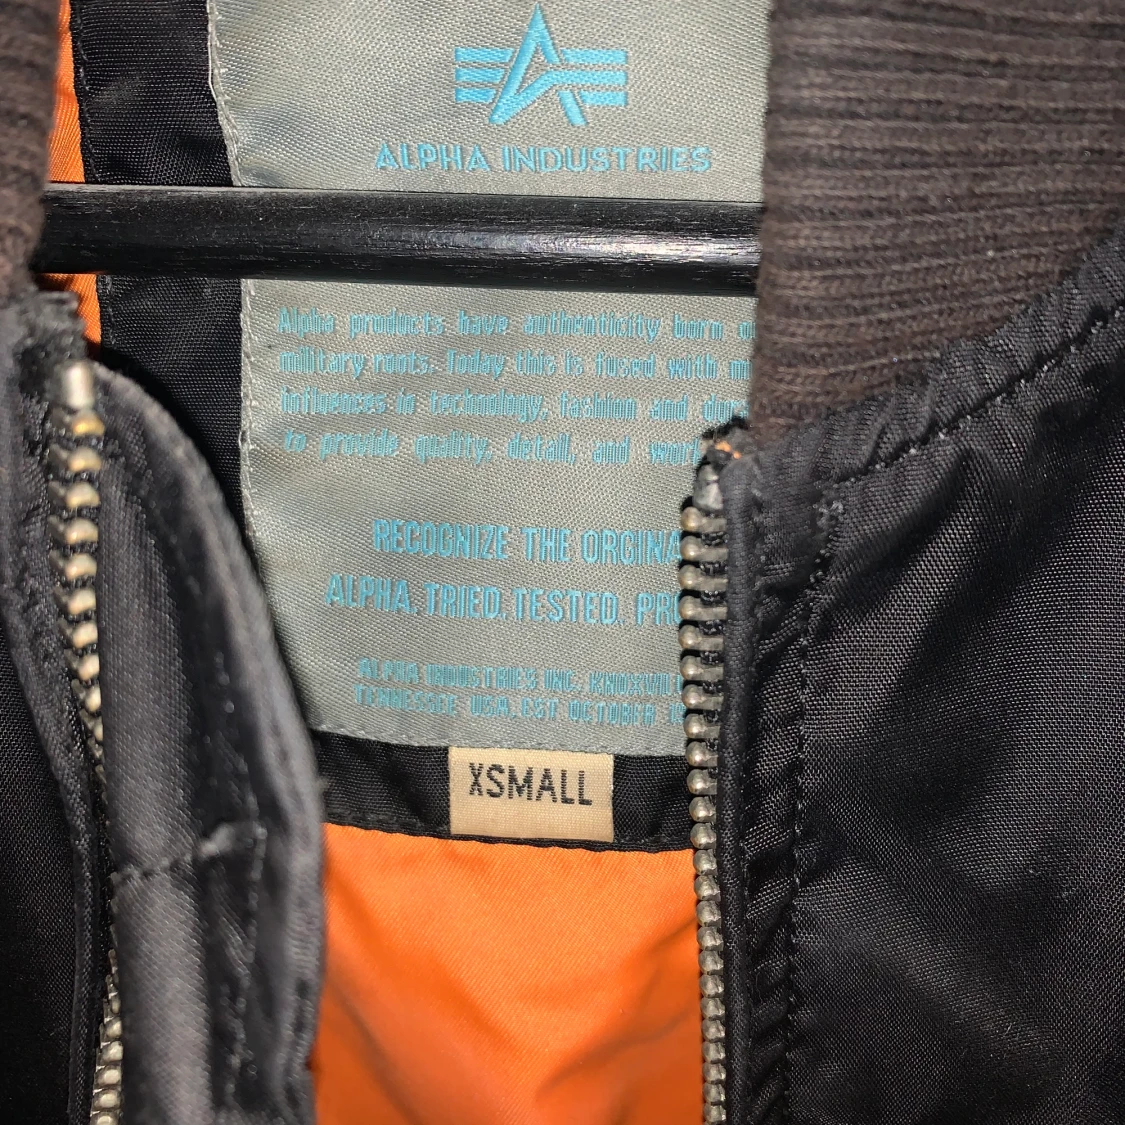 ALPHA INDUSTRIES
Alpha products have authenticity born
military roots. Today this is fused with
influences in technology, fashion and
to provide quality, detail, and
RECOGNIZE THE ORGINA
ALPHA. TRIED. TESTED.
ALPHA INDUSTRIES INC.
TENNESSEE USA. EST OCTOBER
XSMALL